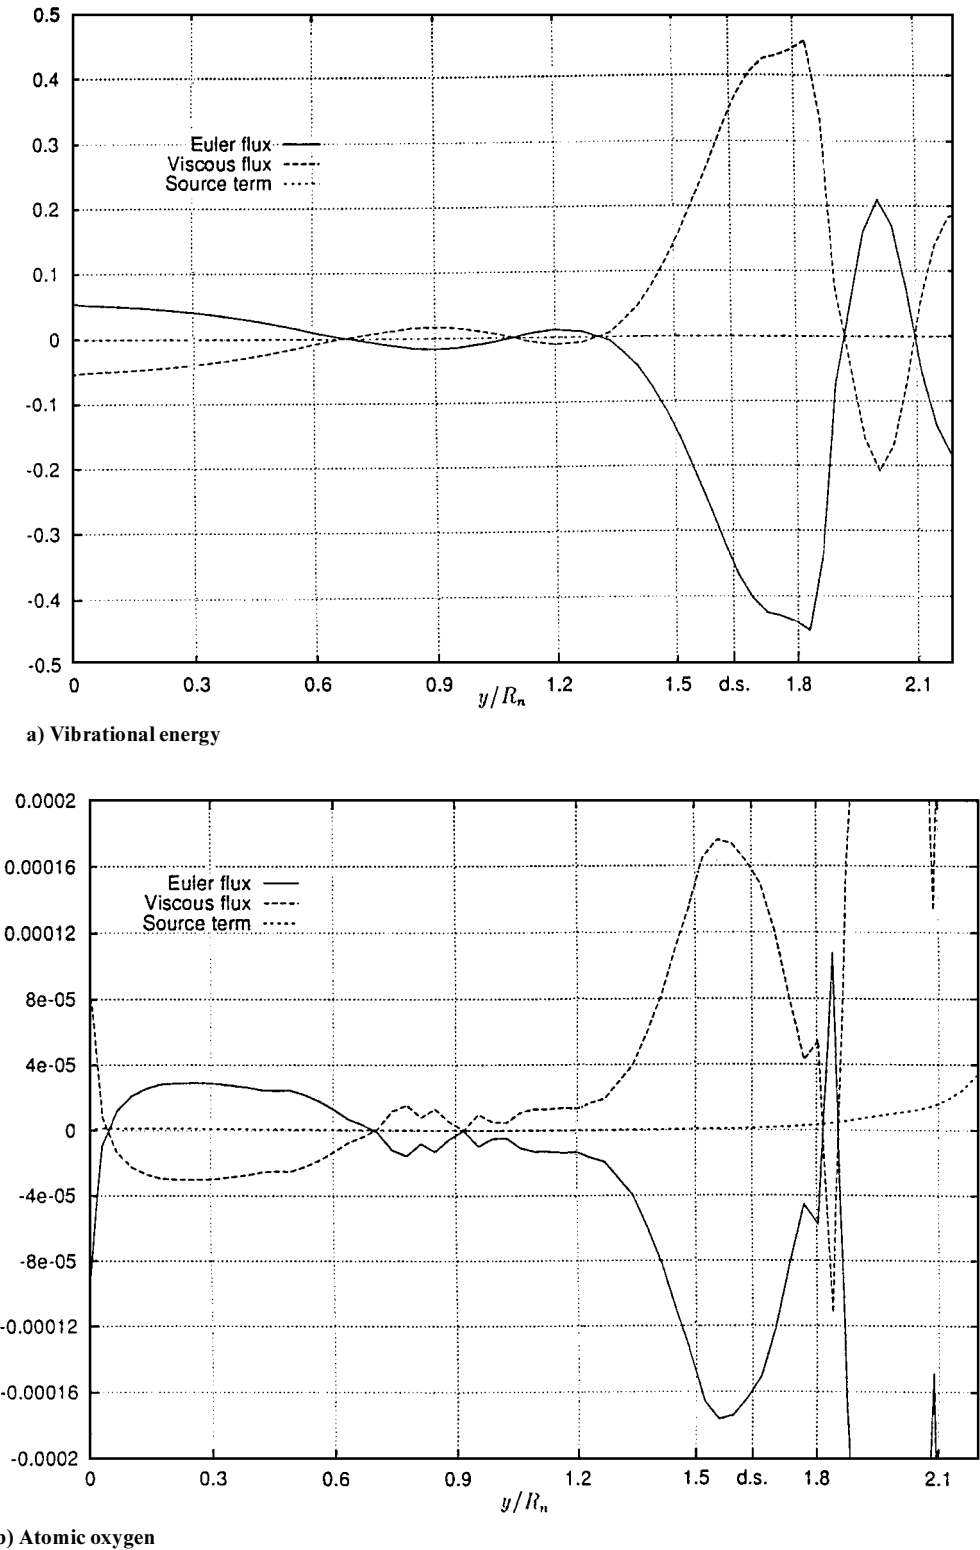 0.5
0.4
0.3
0.2
0.1
0
-0.1
-0.2
-0.3
-0.4
-0.5
Euler flux
Viscous flux
Source term
0 0.3 0.6 0.9 1.2 1.5 d.s. 1.8 2.1
y/Rn
a) Vibrational energy
0.0002
0.00016
0.00012
8e-05
4e-05
0
-4e-05
-8e-05
-0.00012
-0.00016
-0.0002
Euler flux
Viscous flux
Source term
0 0.3 0.6 0.9 1.2 1.5 d.s. 1.8 2.1
y/Rn
b) Atomic oxygen